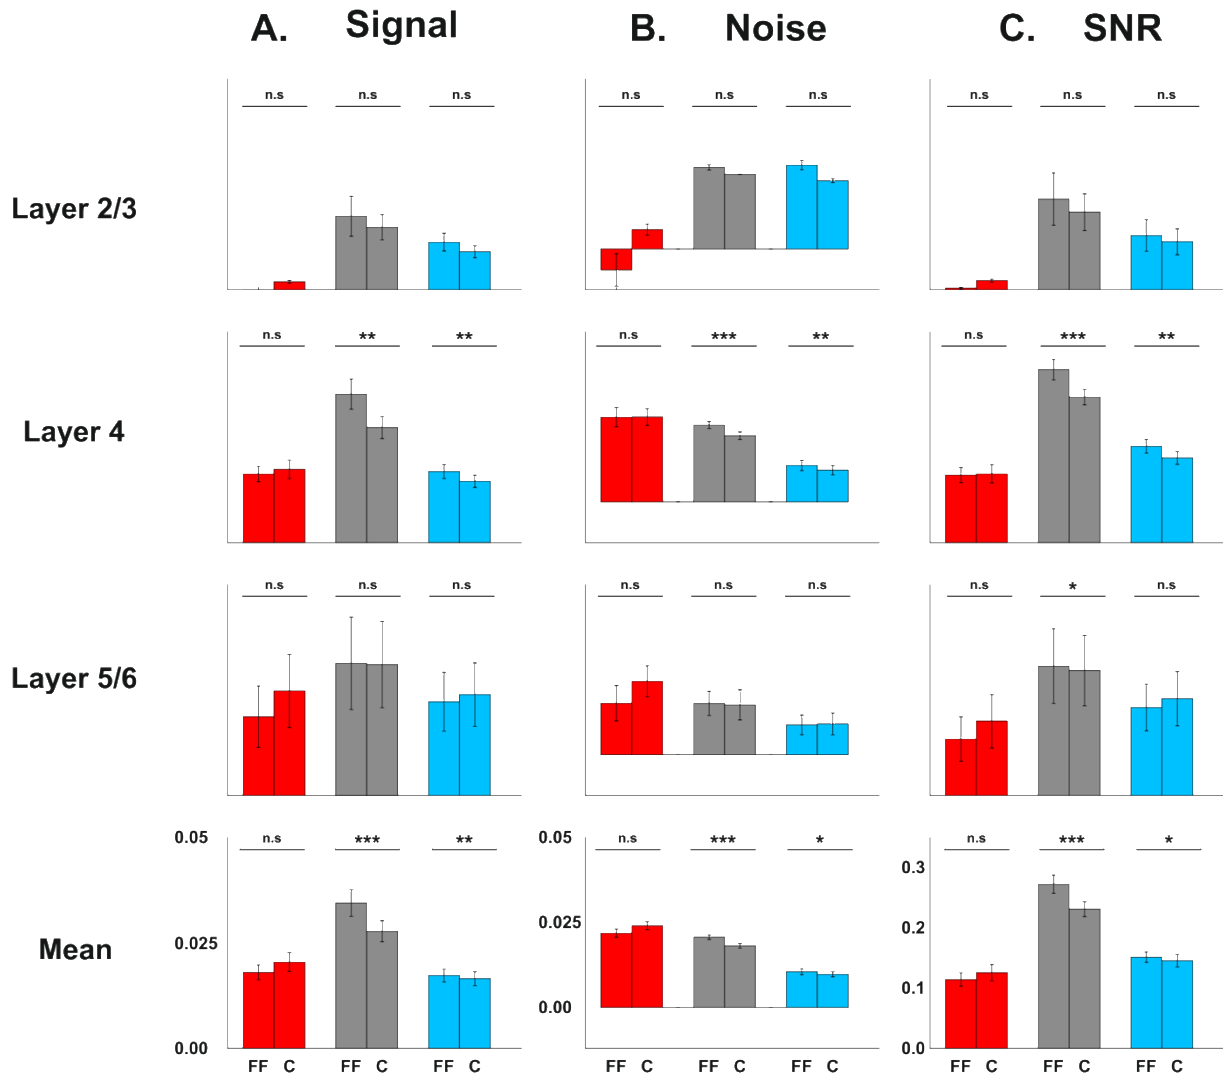 A. Signal B. Noise C. SNR
n.s n.s n.s n.s n.s n.s n.s n.s n.s
Layer 2/3
n.s ** ** n.s *** ** n.s *** **
Layer 4
n.s n.s n.s n.s n.s n.s n.s * n.s
Layer 5/6
0.05 n.s *** ** 0.05 n.s *** * n.s *** *
0.3
0.025 0.025 0.2
Mean
0.00 0.1
0.00 0.0
FF C FF C FF C FF C FF C FF C FF C FF C FF C